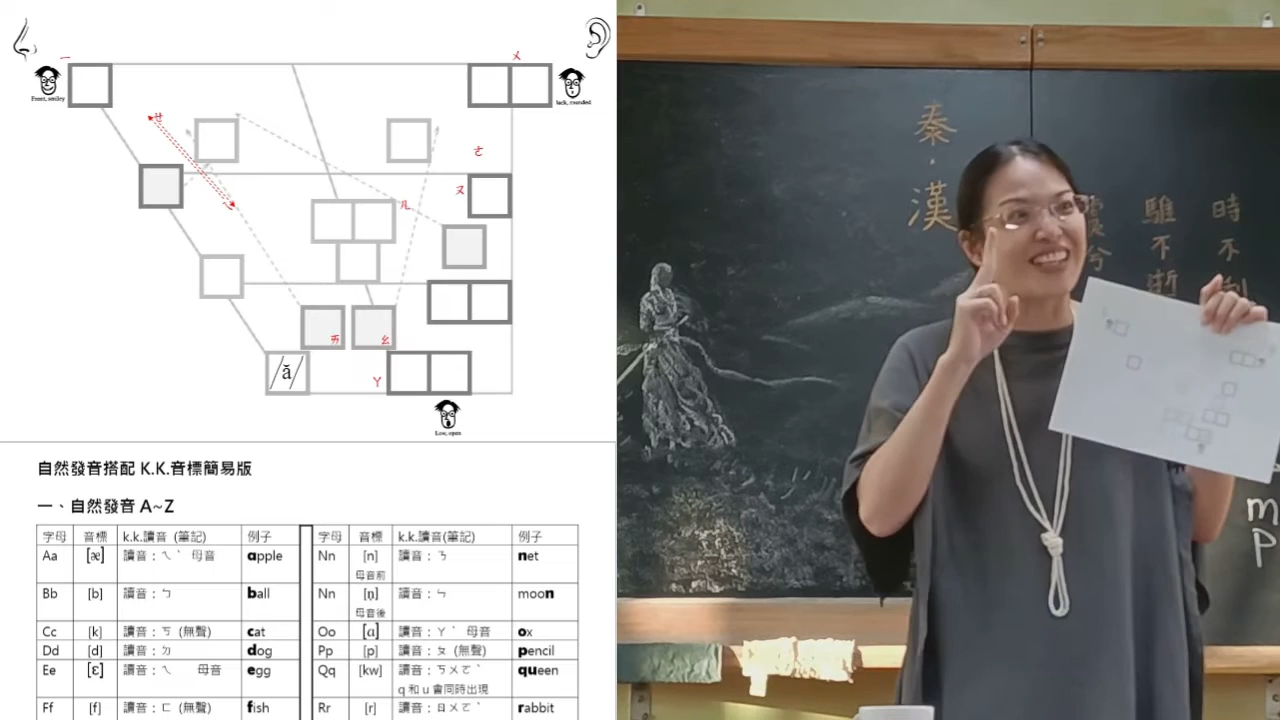 ㄧ
ㄨ
Front, smiley
ㄝ
ㄛ
ㄡ
ㄟ
ㄦ
ㄞ
ㄠ
/ă/
ㄚ
Low, open
自然發音搭配 K.K.音標簡易版
一、自然發音 A~Z
字母 音標 k.k.讀音 (筆記) 例子 字母 音標 k.k.讀音(筆記) 例子
Aa [æ] 讀音：ㄟˋ 母音 apple Nn [n] 讀音：ㄋ net
母音前
Bb [b] 讀音：ㄅ ball Nn [n̩] 讀音：ㄣ moon
母音後
Cc [k] 讀音：ㄎ (無聲) cat Oo [ɑ] 讀音：ㄚˋ 母音 ox
Dd [d] 讀音：ㄉ dog Pp [p] 讀音：ㄆ (無聲) pencil
Ee [ɛ] 讀音：ㄟ 母音 egg Qq [kw] 讀音：ㄎㄨㄛˋ queen
q 和 u 會同時出現
Ff [f] 讀音：ㄈ (無聲) fish Rr [r] 讀音：ㄖㄨㄛˋ rabbit
秦·漢
時不利
騅不逝
兮
m
p